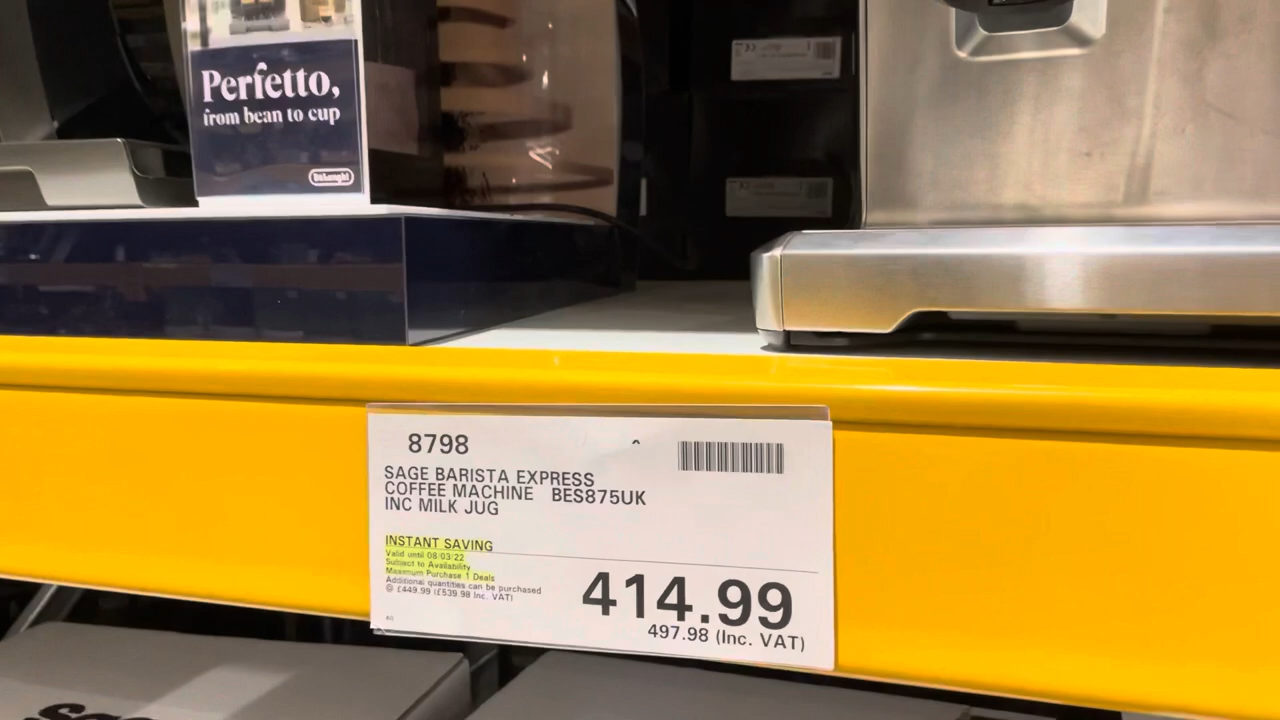 Perfetto,
from bean to cup
DeLonghi
8798
SAGE BARISTA EXPRESS
COFFEE MACHINE BES875UK
INC MILK JUG
INSTANT SAVING
Valid until 08/03/22
Subject to Availability
Maximum Purchase 1 Deals
Additional quantities can be purchased
@ £449.99 (£539.98 Inc. VAT)
414.99
497.98 (Inc. VAT)